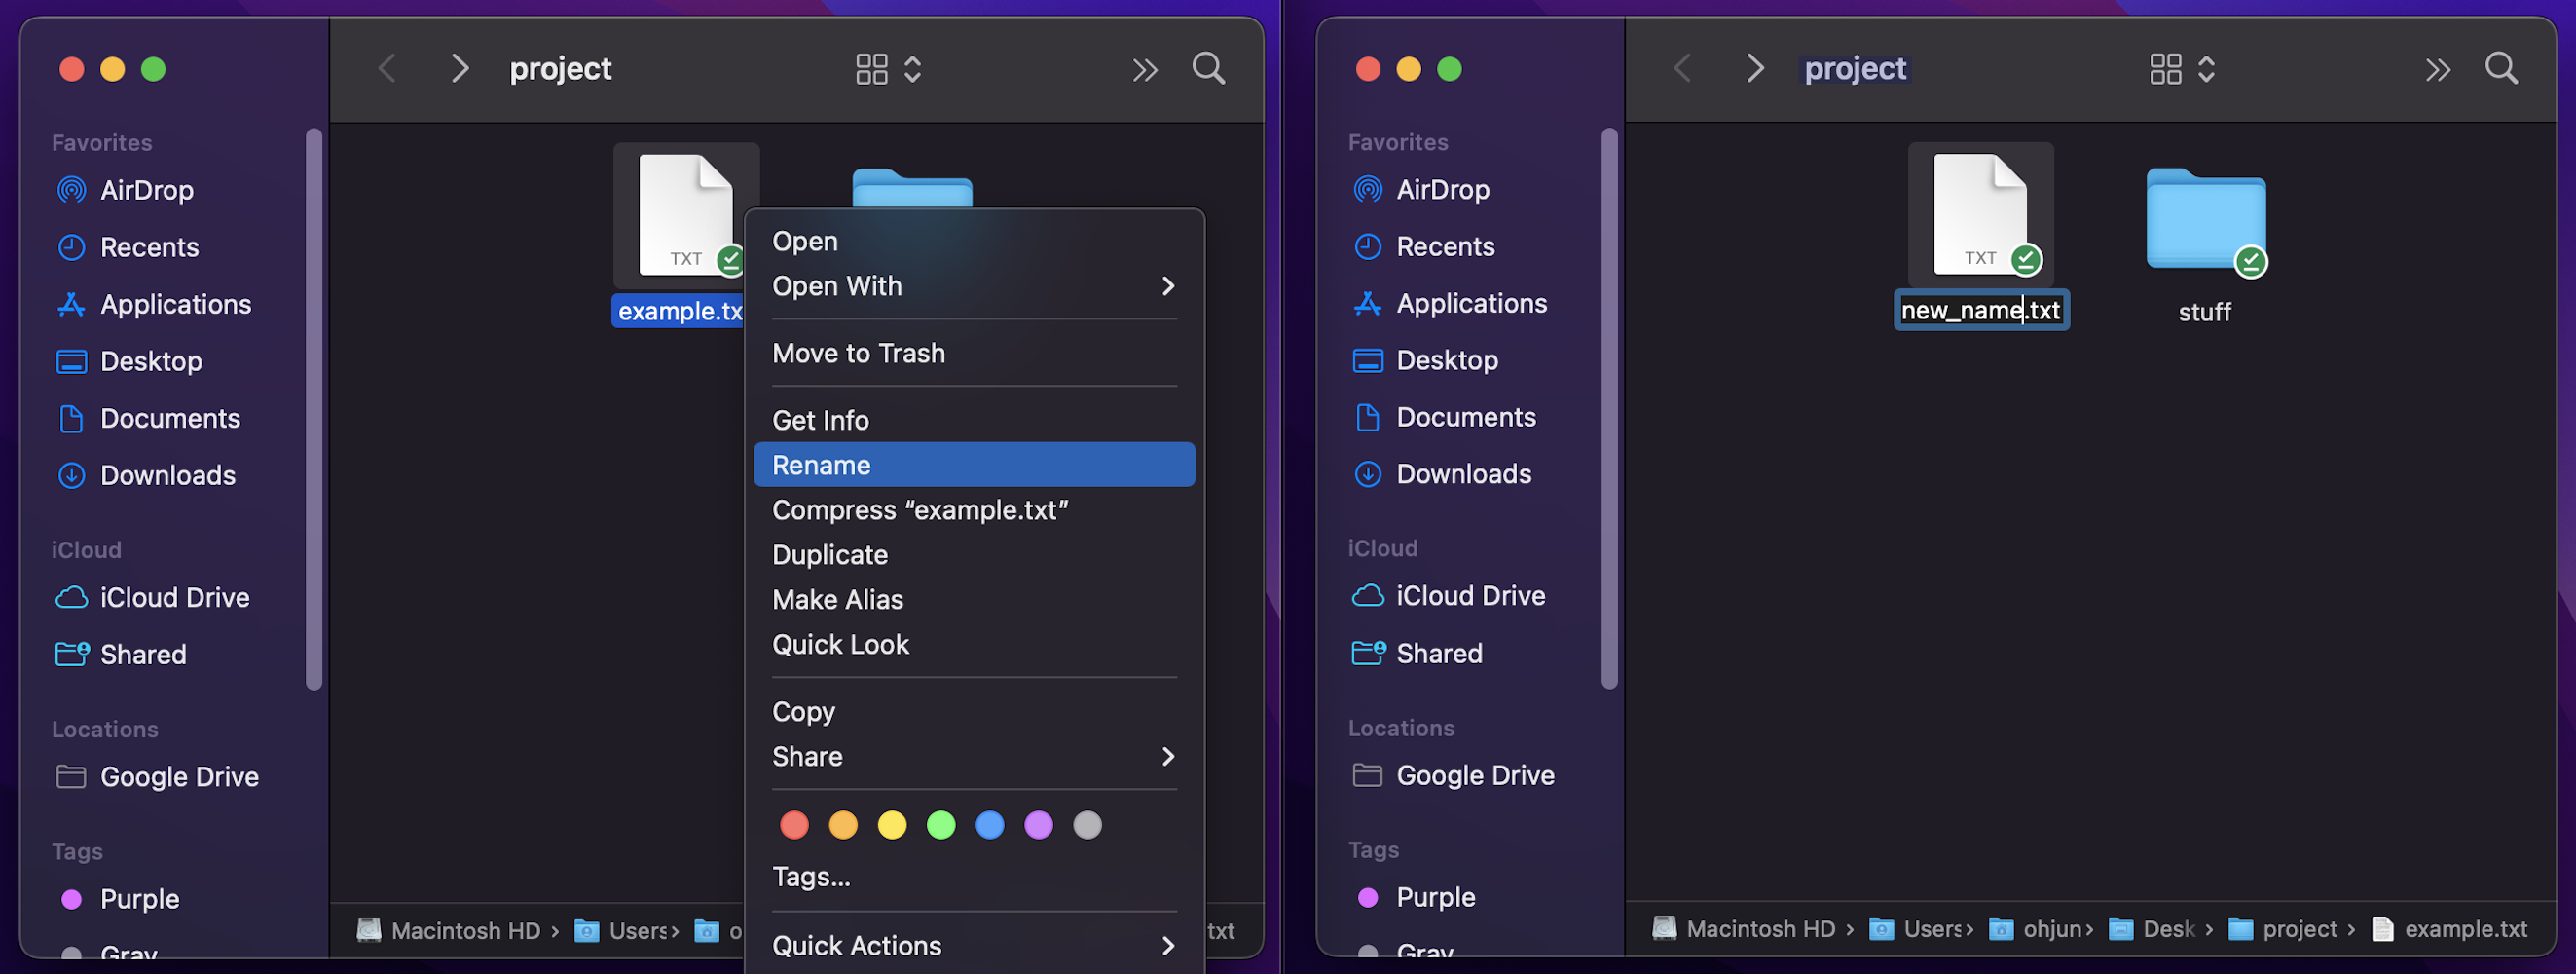 project
Favorites
AirDrop
Recents
Applications
Desktop
Documents
Downloads
iCloud
iCloud Drive
Shared
Locations
Google Drive
Tags
Purple
Gray
TXT
example.tx
Open
Open With
Move to Trash
Get Info
Rename
Compress “example.txt”
Duplicate
Make Alias
Quick Look
Copy
Share
Tags...
Quick Actions
Macintosh HD › Users › o txt
project
Favorites
AirDrop
Recents
Applications
Desktop
Documents
Downloads
iCloud
iCloud Drive
Shared
Locations
Google Drive
Tags
Purple
Gray
TXT
new_name.txt
stuff
Macintosh HD › Users › ohjun › Desk › project › example.txt